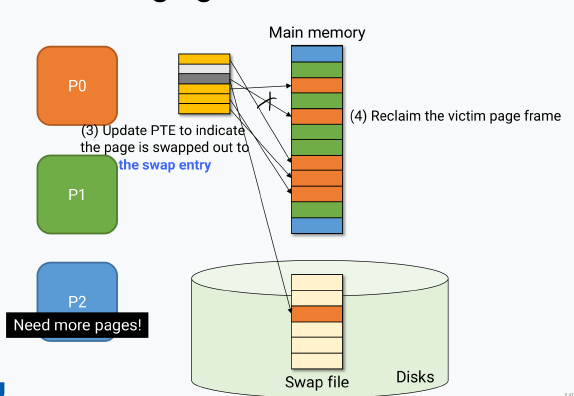 Main memory
P0
(4) Reclaim the victim page frame
(3) Update PTE to indicate
the page is swapped out to
the swap entry
P1
P2
Need more pages!
Swap file
Disks